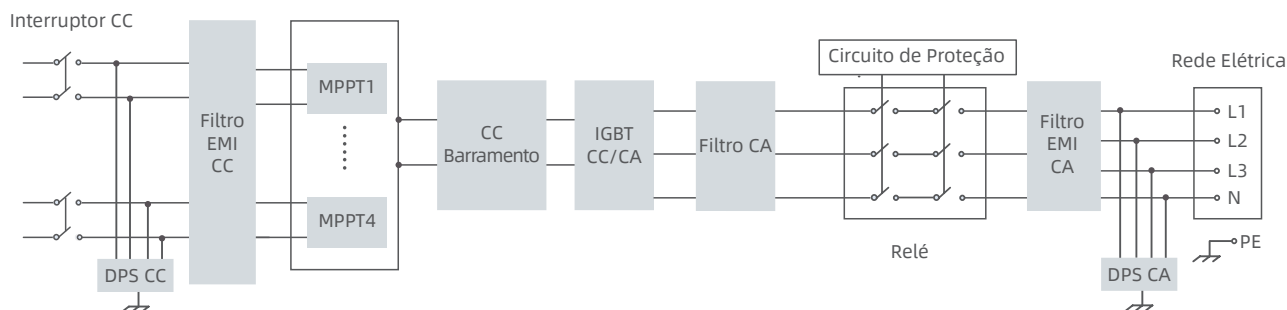 Interruptor CC
DPS CC
Filtro
EMI
CC
MPPT1
MPPT4
CC
Barramento
IGBT
CC/CA
Filtro CA
Circuito de Proteção
Relé
Filtro
EMI
CA
DPS CA
Rede Elétrica
L1
L2
L3
N
PE